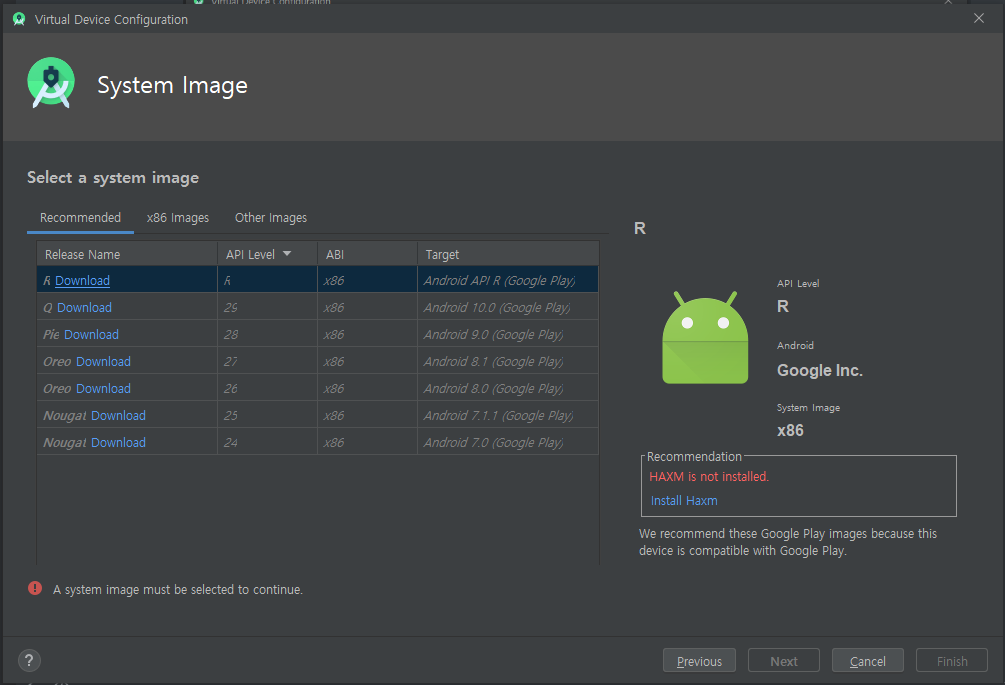 Virtual Device Configuration
Virtual Device Configuration
System Image
Select a system image
Recommended x86 Images Other Images
Release Name API Level ABI Target
R Download R x86 Android API R (Google Play)
Q Download 29 x86 Android 10.0 (Google Play)
Pie Download 28 x86 Android 9.0 (Google Play)
Oreo Download 27 x86 Android 8.1 (Google Play)
Oreo Download 26 x86 Android 8.0 (Google Play)
Nougat Download 25 x86 Android 7.1.1 (Google Play)
Nougat Download 24 x86 Android 7.0 (Google Play)
R
API Level
R
Android
Google Inc.
System Image
x86
Recommendation
HAXM is not installed.
Install Haxm
We recommend these Google Play images because this
device is compatible with Google Play.
A system image must be selected to continue.
? Previous Next Cancel Finish